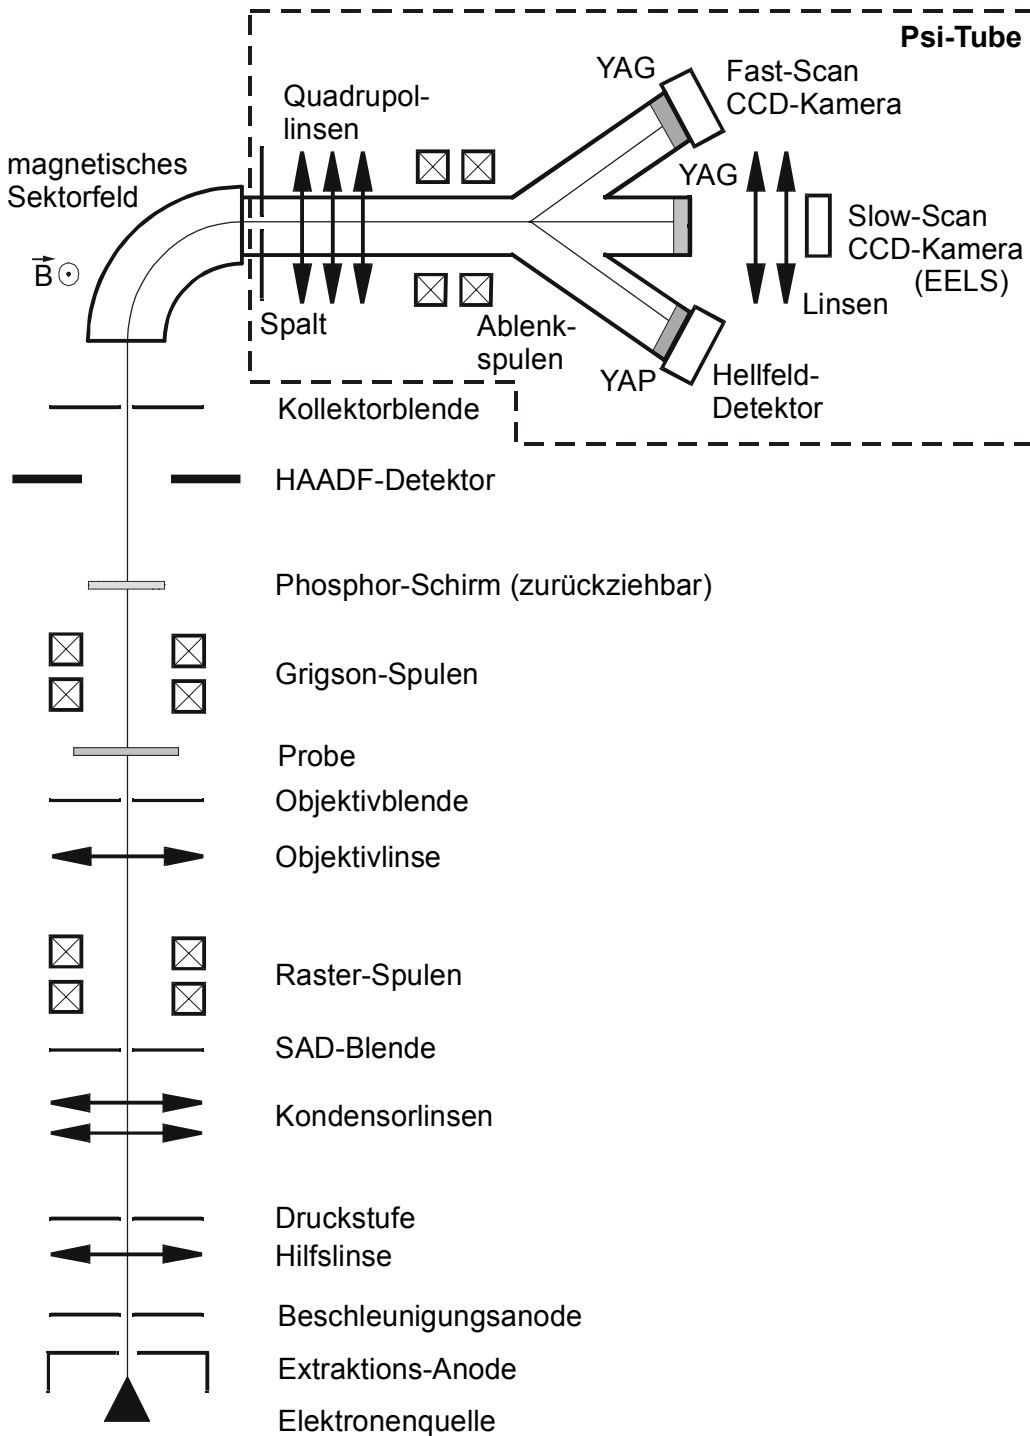 Psi-Tube
YAG
Fast-Scan
CCD-Kamera
Quadrupol-
linsen
magnetisches
Sektorfeld
YAG
Slow-Scan
CCD-Kamera
(EELS)
B
Linsen
Spalt
Ablenk-
spulen
YAP
Hellfeld-
Detektor
Kollektorblende
HAADF-Detektor
Phosphor-Schirm (zurückziehbar)
Grigson-Spulen
Probe
Objektivblende
Objektivlinse
Raster-Spulen
SAD-Blende
Kondensorlinsen
Druckstufe
Hilfslinse
Beschleunigungsanode
Extraktions-Anode
Elektronenquelle